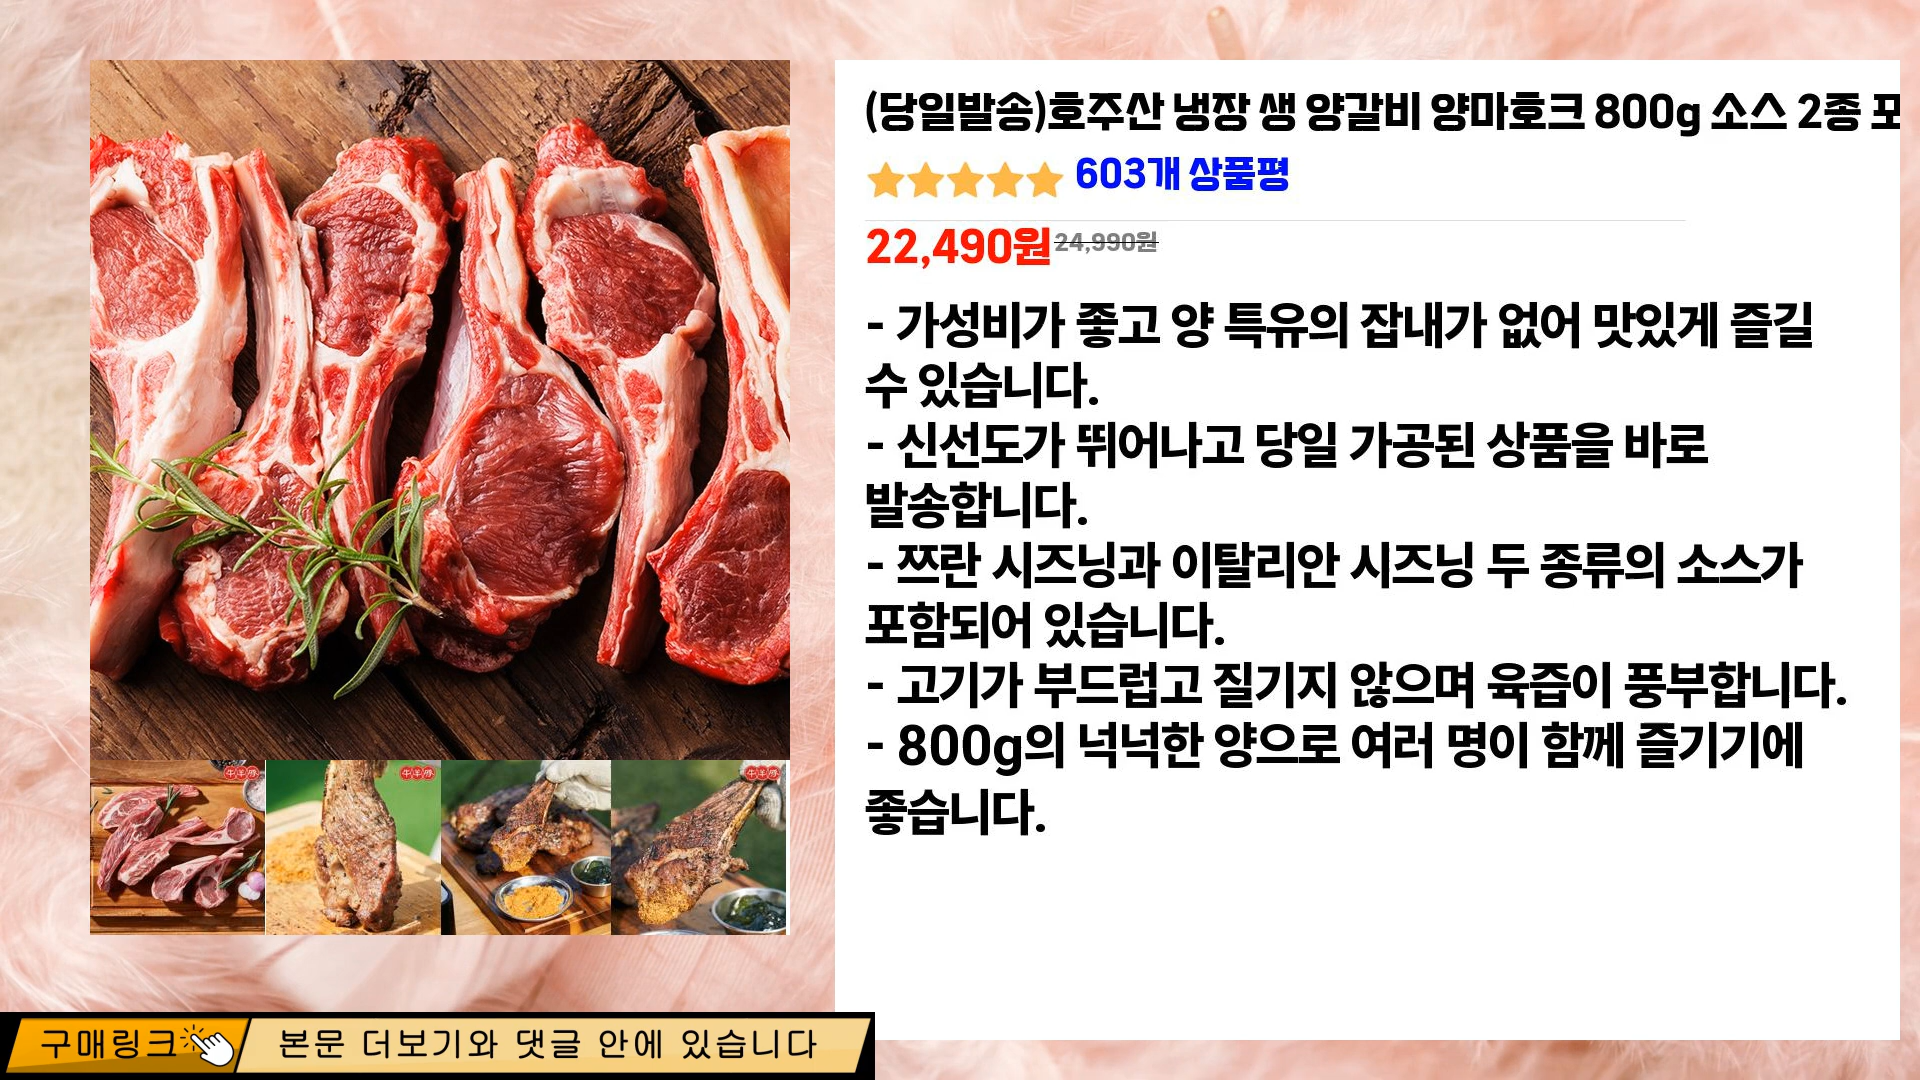 (당일발송)호주산 냉장 생 양갈비 양마호크 800g 소스 2종 포
603개 상품평
22,490원 24,990원
- 가성비가 좋고 양 특유의 잡내가 없어 맛있게 즐길
수 있습니다.
- 신선도가 뛰어나고 당일 가공된 상품을 바로
발송합니다.
- 쯔란 시즈닝과 이탈리안 시즈닝 두 종류의 소스가
포함되어 있습니다.
- 고기가 부드럽고 질기지 않으며 육즙이 풍부합니다.
- 800g의 넉넉한 양으로 여러 명이 함께 즐기기에
좋습니다.
구매링크 본문 더보기와 댓글 안에 있습니다